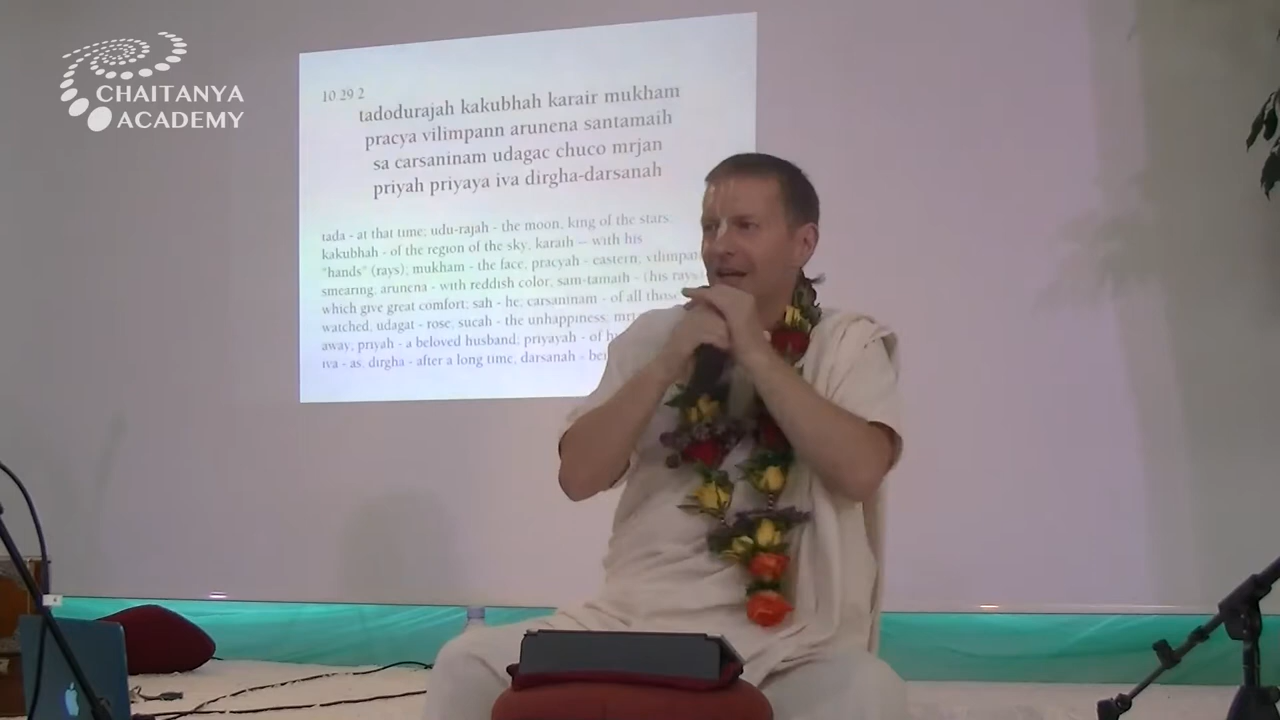 CHAITANYA
ACADEMY
10 29 2
tadodurajah kakubhah karair mukham
pracya vilimpann arunena santamaih
sa carsaninam udagac chuco mrjan
priyah priyaya iva dirgha-darsanah
tada - at that time; udu-rajah - the moon, king of the stars
kakubhah - of the region of the sky, karaih – with his
"hands" (rays); mukham - the face, pracyah - eastern; vilimpan
smearing, arunena - with reddish color, sam-tamaih - (his rays)
which give great comfort; sah - he; carsaninam - of all
watched, udagat - rose, sucah - the unhappiness,
away; priyah - a beloved husband, priyayah - of
iva - as, dirgha - after a long time, darsanah -